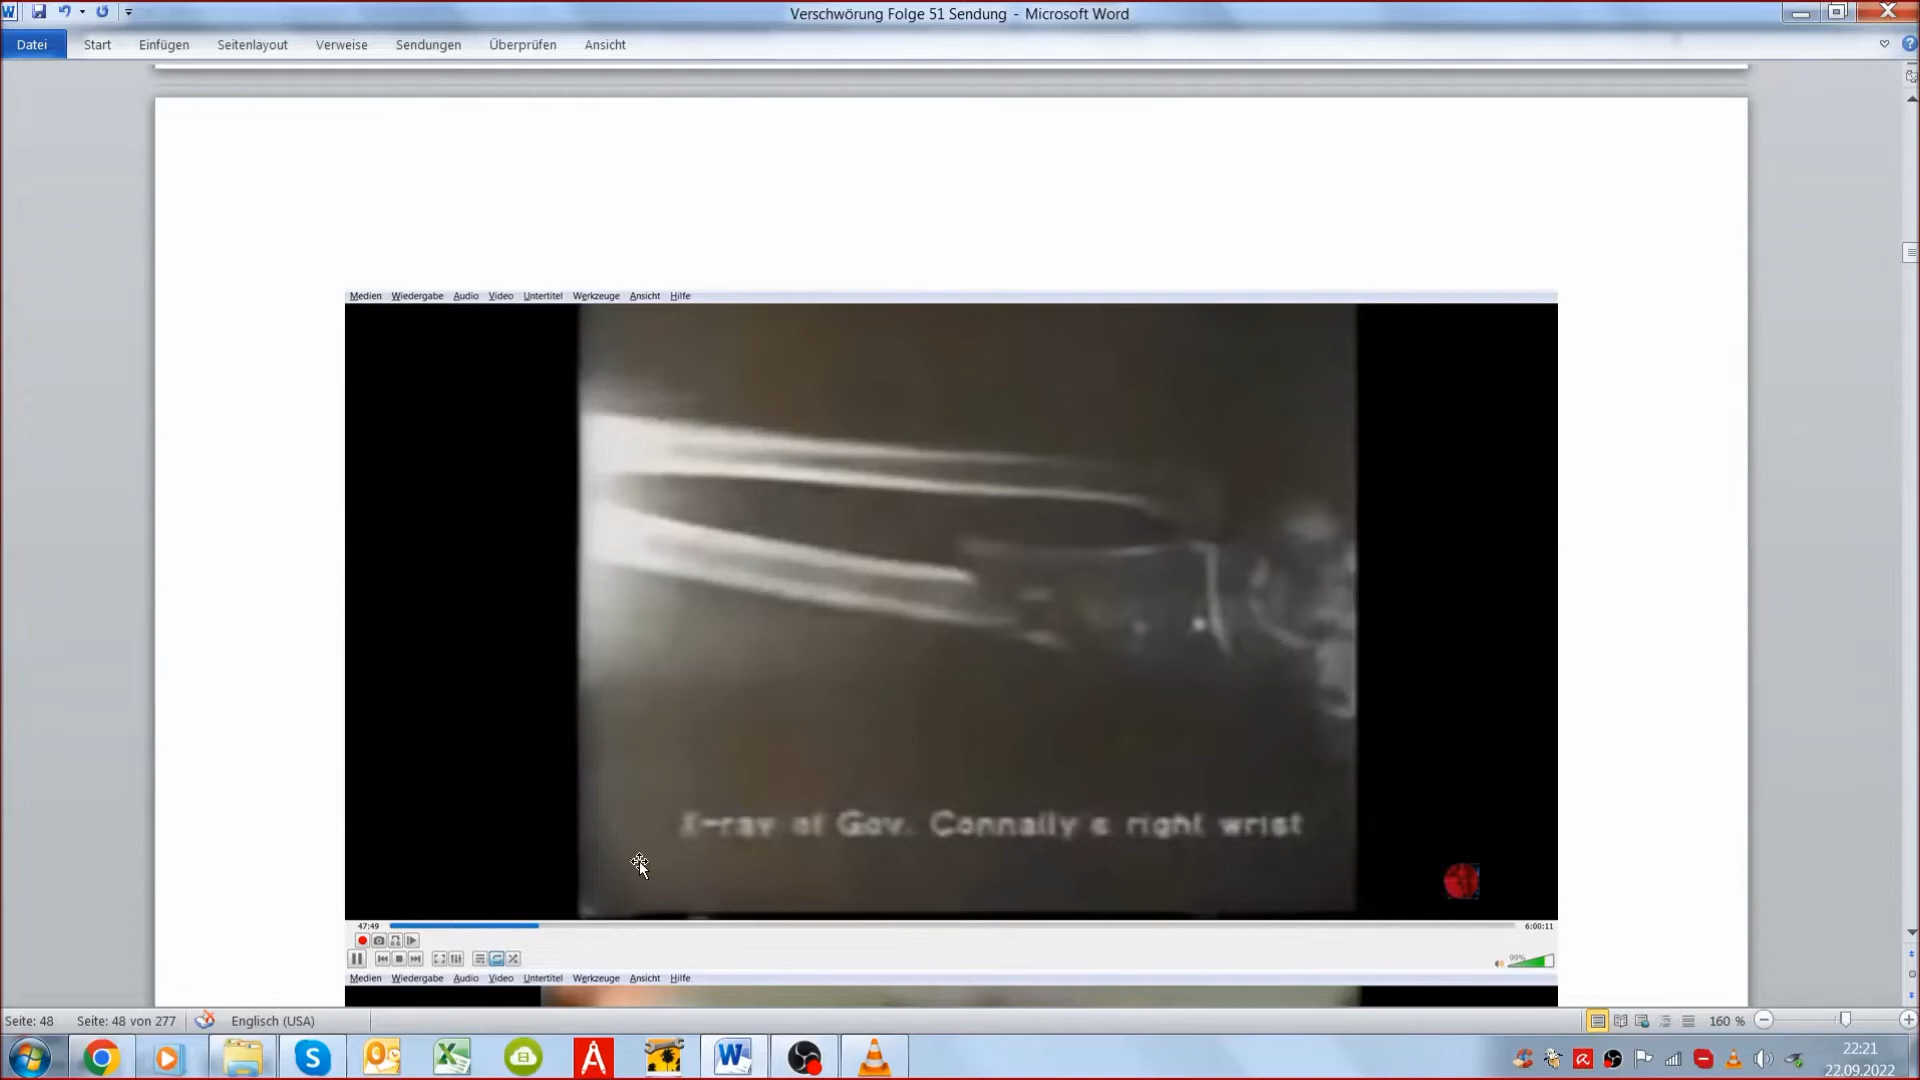 Verschwörung Folge 51 Sendung - Microsoft Word
Datei Start Einfügen Seitenlayout Verweise Sendungen Überprüfen Ansicht
Medien Wiedergabe Audio Video Untertitel Werkzeuge Ansicht Hilfe
X-ray of Gov. Connally s right wrist
47:49 6:00:11
99%
Medien Wiedergabe Audio Video Untertitel Werkzeuge Ansicht Hilfe
Seite: 48 Seite: 48 von 277 Englisch (USA) 160 %
22:21
22.09.2022